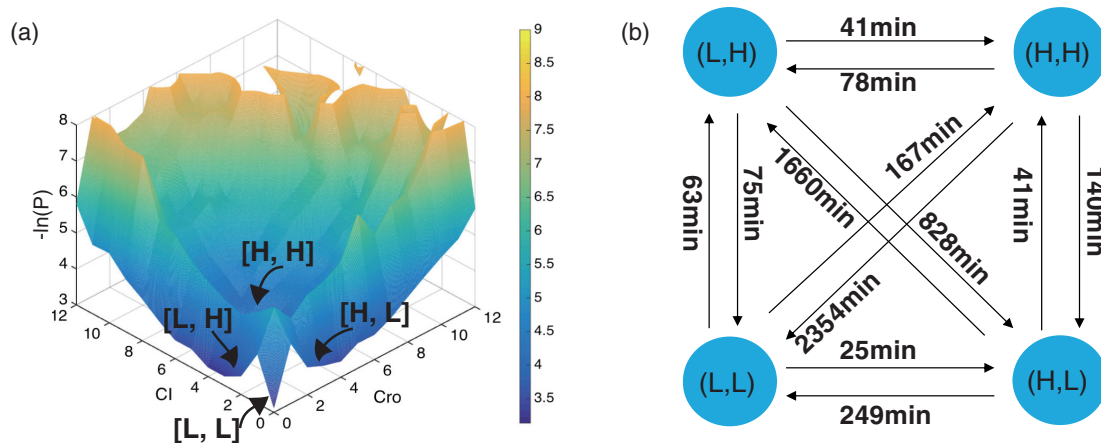 (a)
-ln(P)
8
7
6
5
4
3
12
10
8
6
4
2
0
CI
0
2
4
6
8
10
12
Cro
[H, H]
[L, H]
[H, L]
[L, L]
9
8.5
8
7.5
7
6.5
6
5.5
5
4.5
4
3.5
(b)
(L,H)
41min
78min
(H,H)
63min
75min
1660min
167min
828min
2354min
41min
140min
(L,L)
25min
249min
(H,L)